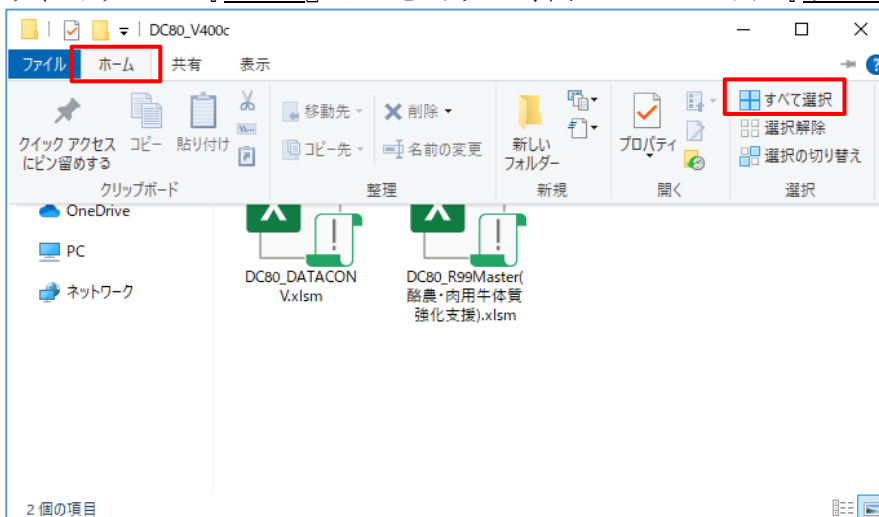 DC80_V400c
ファイル ホーム 共有 表示
クイック アクセス
にピン留めする
コピー 貼り付け
移動先 削除
コピー先 名前の変更
新しい
フォルダー
プロパティ
すべて選択
選択解除
選択の切り替え
クリップボード 整理 新規 開く 選択
OneDrive
PC
ネットワーク
DC80_DATACON
V.xlsm
DC80_R99Master(
酪農・肉用牛体質
強化支援).xlsm
2 個の項目